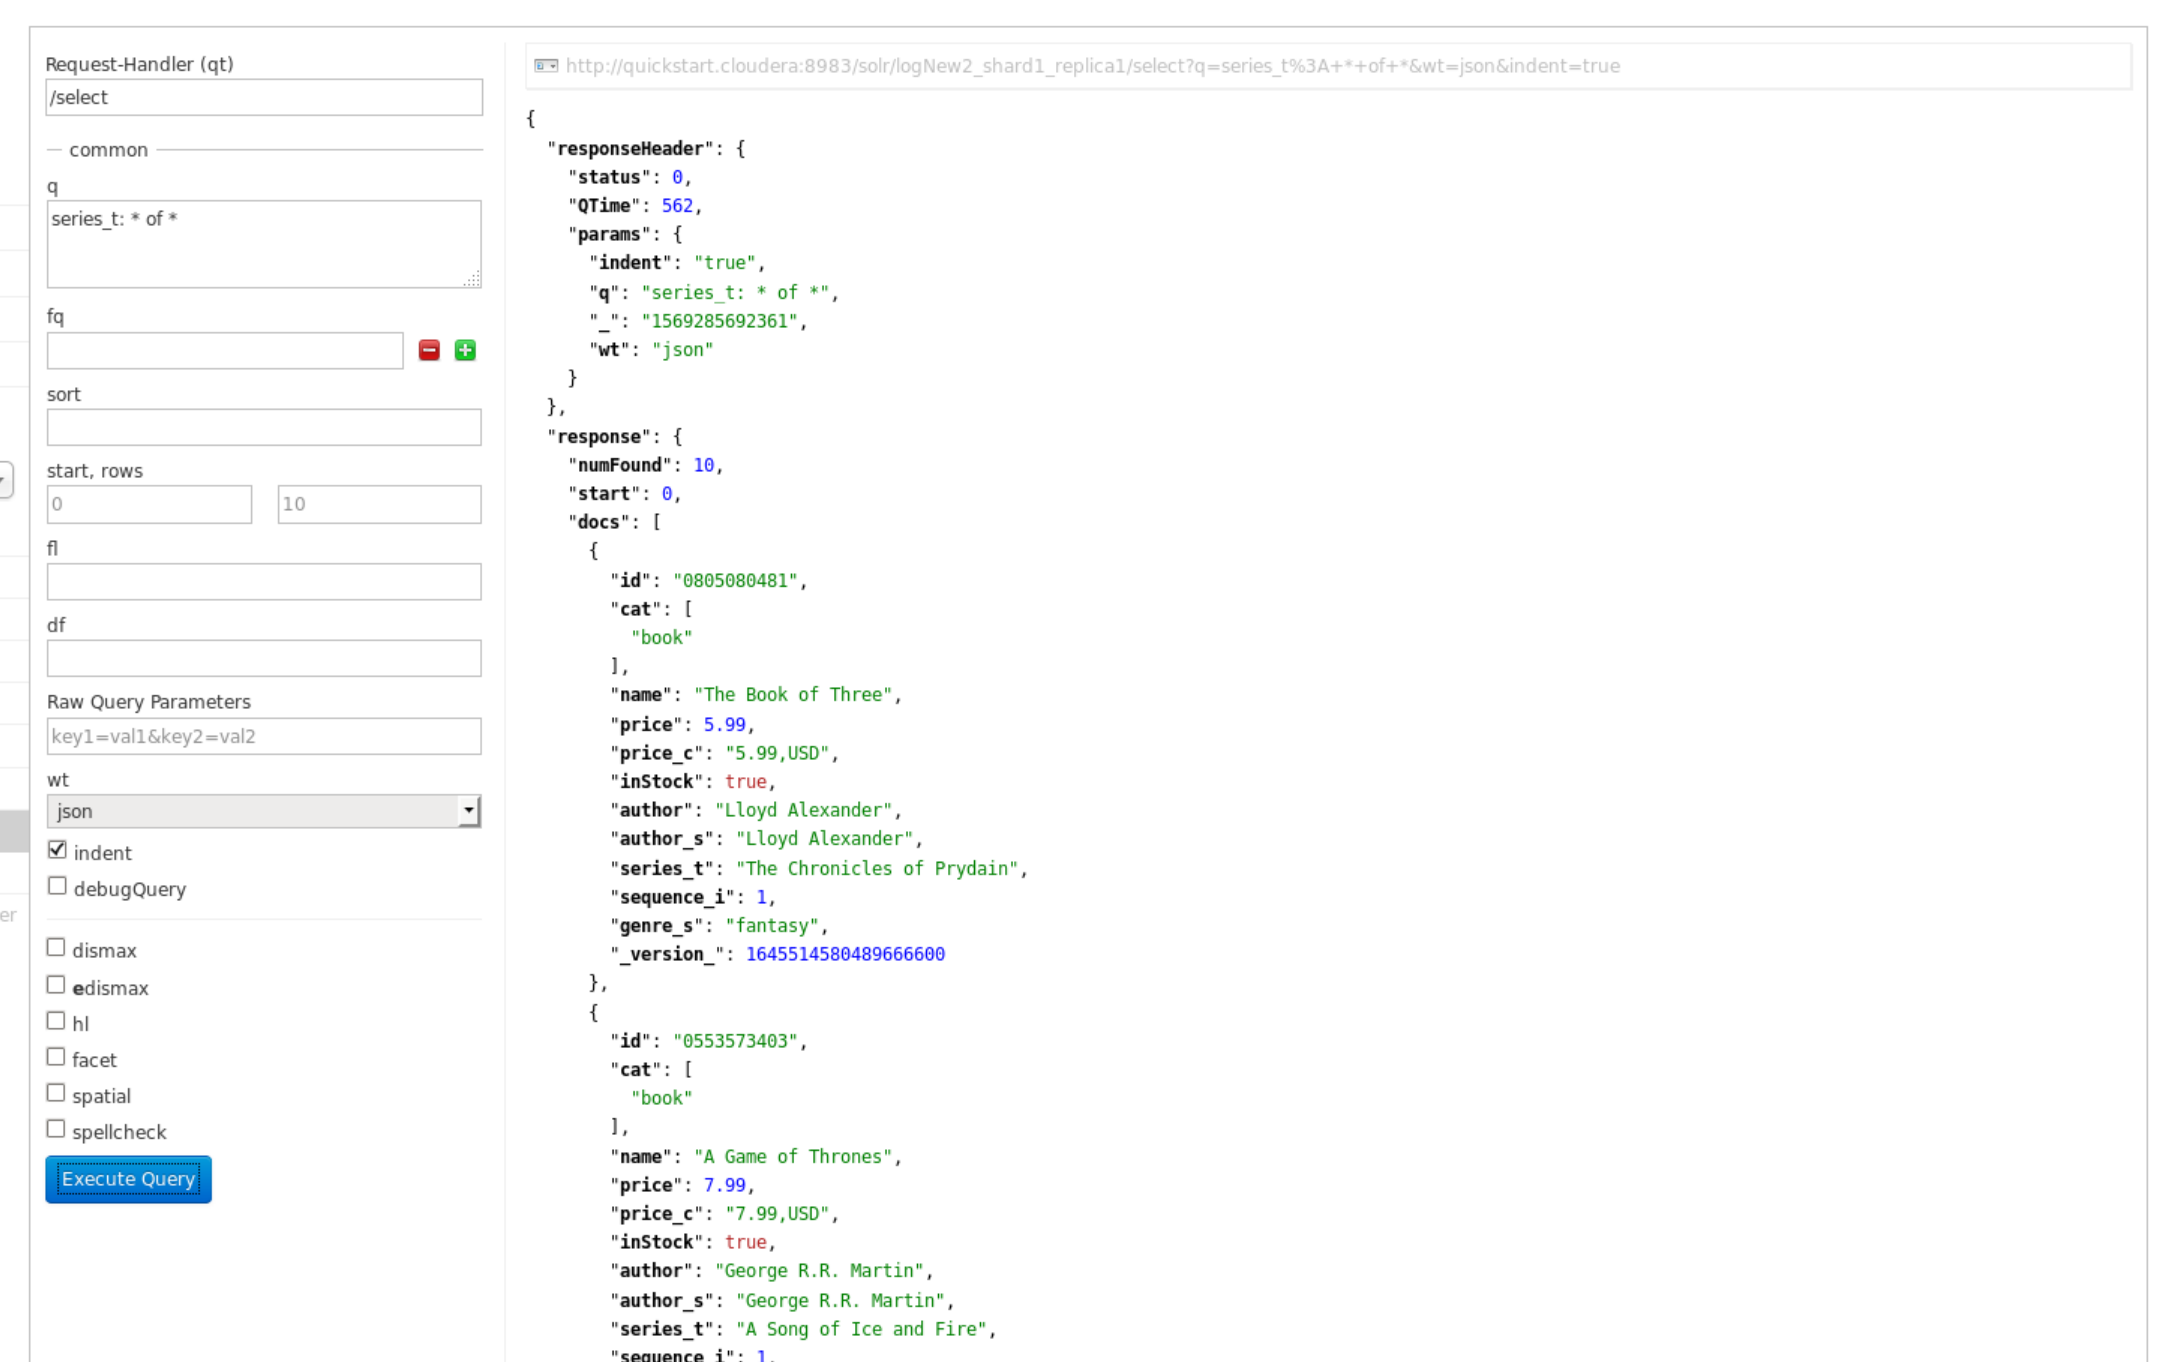 Request-Handler (qt)
/select
common
q
series_t: * of *
fq
sort
start, rows
0 10
fl
df
Raw Query Parameters
key1=val1&key2=val2
wt
json
indent
debugQuery
er
dismax
edismax
hl
facet
spatial
spellcheck
Execute Query
http://quickstart.cloudera:8983/solr/logNew2_shard1_replica1/select?q=series_t%3A+*+of+*&wt=json&indent=true
{
"responseHeader": {
"status": 0,
"QTime": 562,
"params": {
"indent": "true",
"q": "series_t: * of *",
"_": "1569285692361",
"wt": "json"
}
},
"response": {
"numFound": 10,
"start": 0,
"docs": [
{
"id": "0805080481",
"cat": [
"book"
],
"name": "The Book of Three",
"price": 5.99,
"price_c": "5.99,USD",
"inStock": true,
"author": "Lloyd Alexander",
"author_s": "Lloyd Alexander",
"series_t": "The Chronicles of Prydain",
"sequence_i": 1,
"genre_s": "fantasy",
"_version_": 1645514580489666600
},
{
"id": "0553573403",
"cat": [
"book"
],
"name": "A Game of Thrones",
"price": 7.99,
"price_c": "7.99,USD",
"inStock": true,
"author": "George R.R. Martin",
"author_s": "George R.R. Martin",
"series_t": "A Song of Ice and Fire",
"sequence_i": 1,